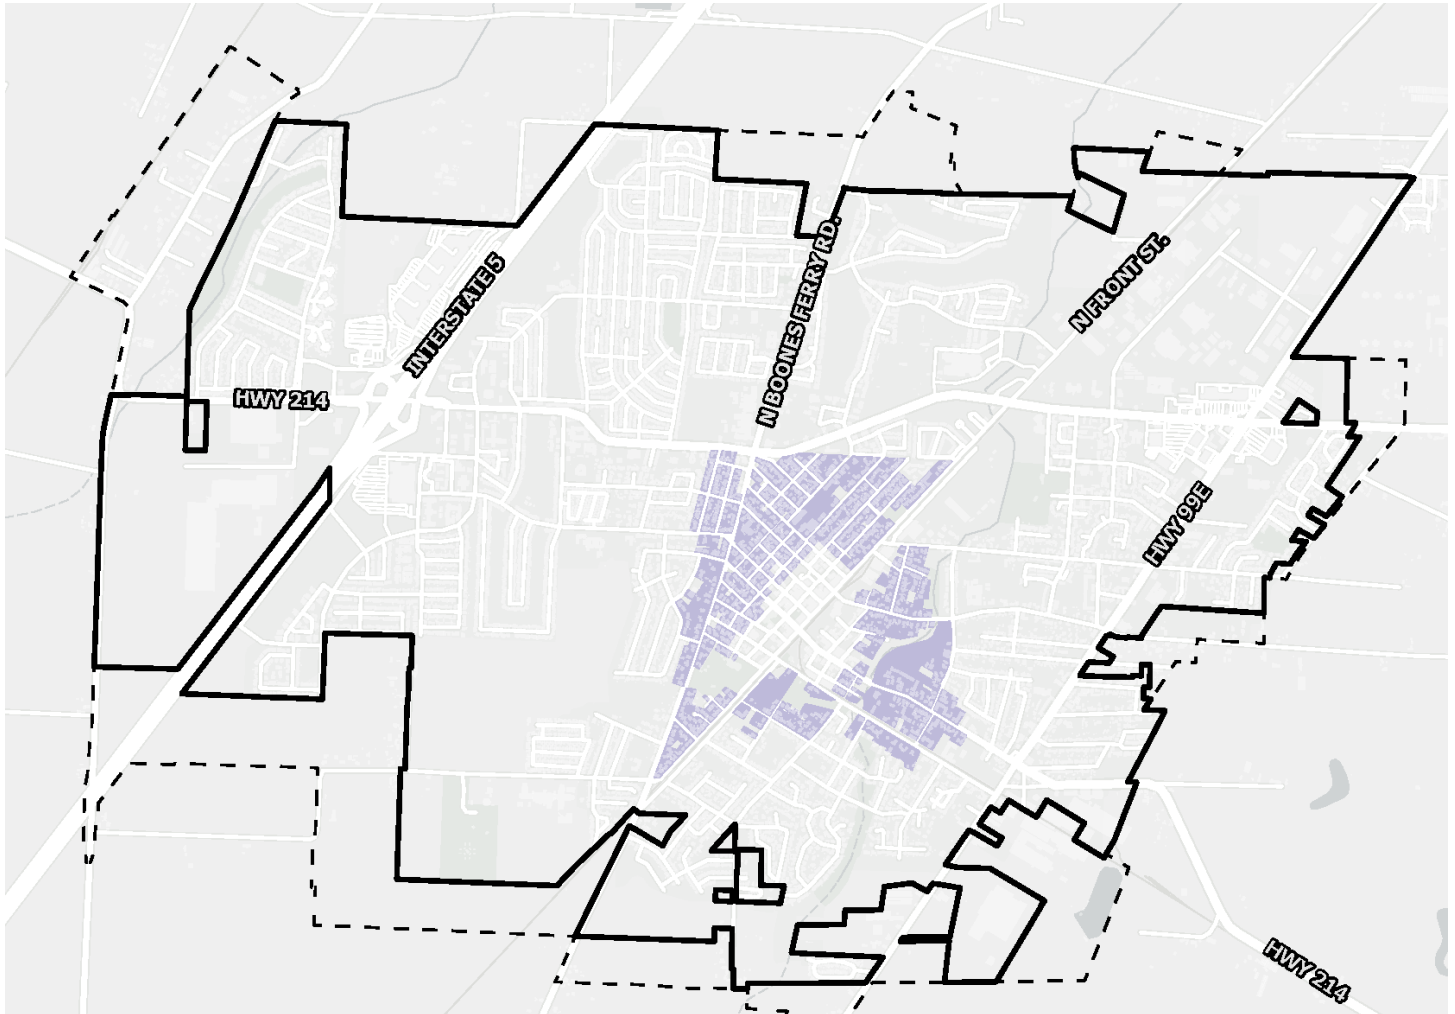 N BOONES FERRY RD.
N FRONT ST.
INTERSTATE 5
HWY 214
HWY 99E
HWY 214